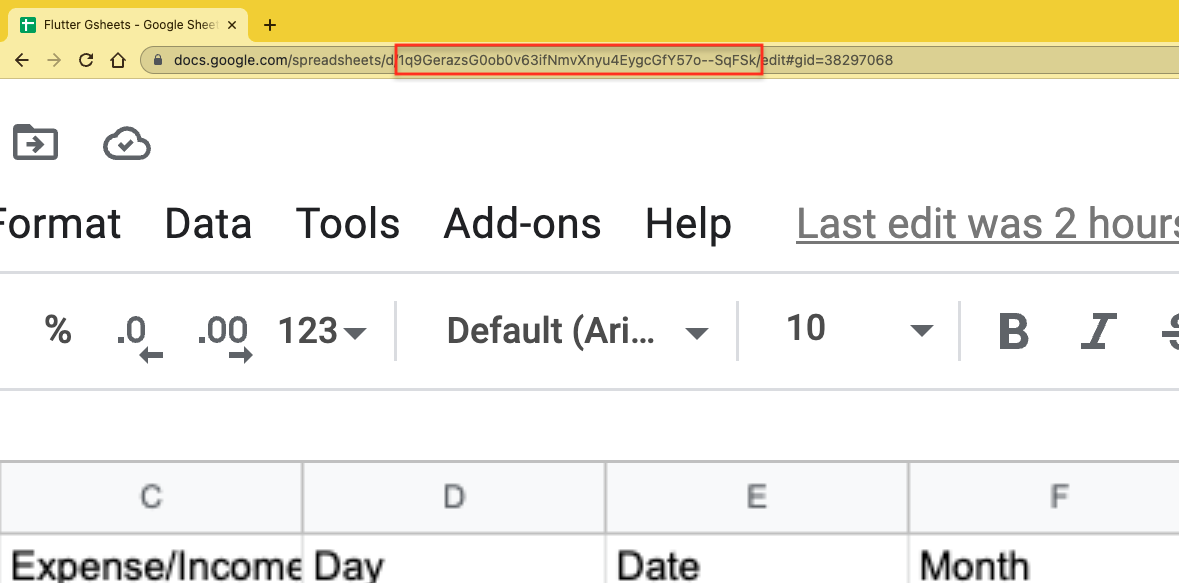 Flutter Gsheets - Google Sheet
docs.google.com/spreadsheets/d/1q9GerazsG0ob0v63ifNmvXnyu4EygcGfY57o--SqFSk/edit#gid=38297068
Format Data Tools Add-ons Help Last edit was 2 hours
% .0 .00 123 Default (Ari... 10 B I S
C D E F
Expense/Income Day Date Month